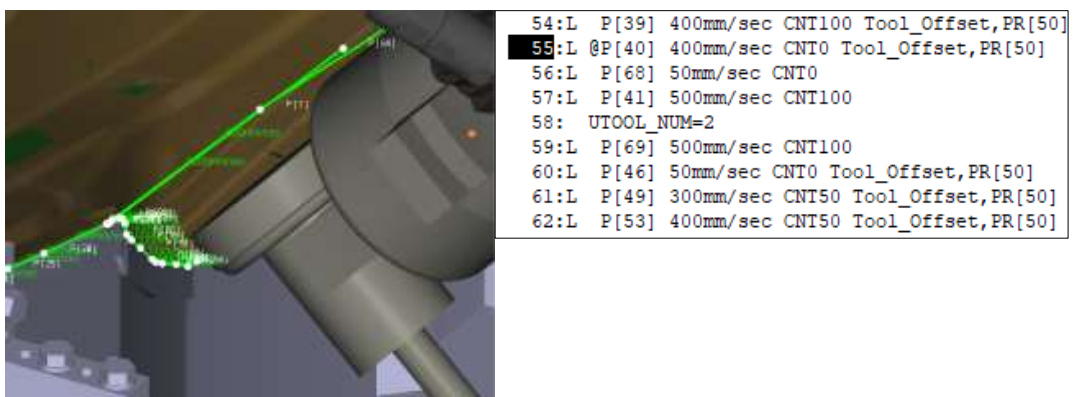 54:L P[39] 400mm/sec CNT100 Tool_Offset,PR[50]
55:L @P[40] 400mm/sec CNT0 Tool_Offset,PR[50]
56:L P[68] 50mm/sec CNT0
57:L P[41] 500mm/sec CNT100
58: UTOOL_NUM=2
59:L P[69] 500mm/sec CNT100
60:L P[46] 50mm/sec CNT0 Tool_Offset,PR[50]
61:L P[49] 300mm/sec CNT50 Tool_Offset,PR[50]
62:L P[53] 400mm/sec CNT50 Tool_Offset,PR[50]